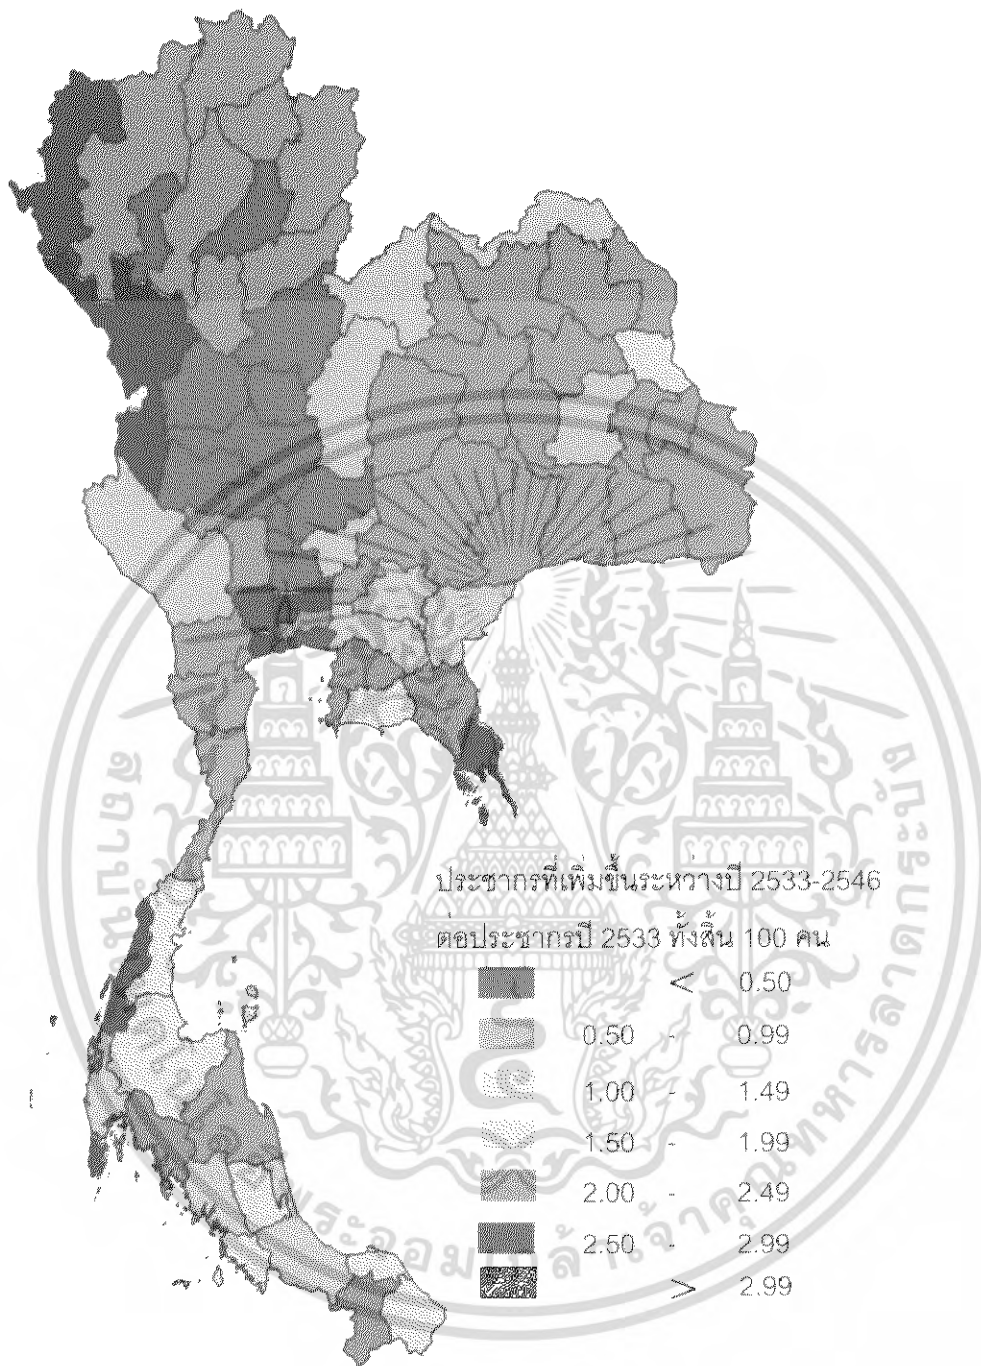 ประชากรที่เพิ่มขึ้นระหว่างปี 2533-2546
ต่อประชากรปี 2533 ทั้งสิ้น 100 คน
< 0.50
0.50 - 0.99
1.00 - 1.49
1.50 - 1.99
2.00 - 2.49
2.50 - 2.99
> 2.99